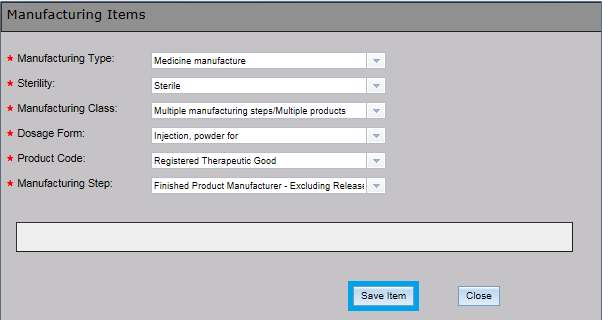 Manufacturing Items
* Manufacturing Type: Medicine manufacture
* Sterility: Sterile
* Manufacturing Class: Multiple manufacturing steps/Multiple products
* Dosage Form: Injection, powder for
* Product Code: Registered Therapeutic Good
* Manufacturing Step: Finished Product Manufacturer - Excluding Release
Save Item Close